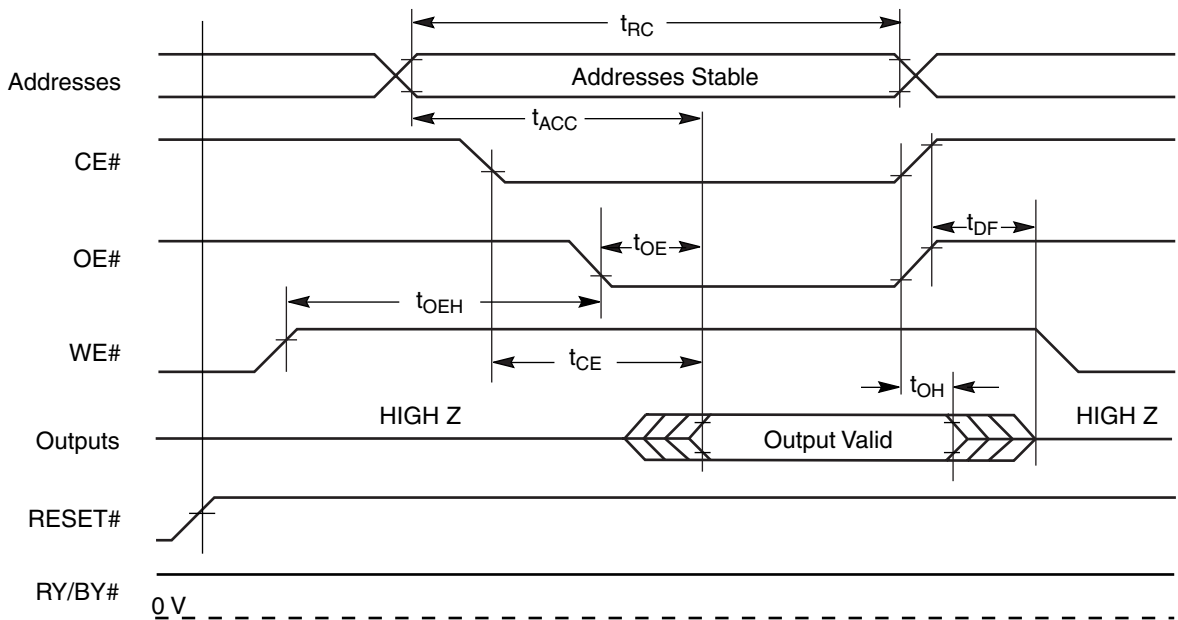 tRC
Addresses
Addresses Stable
tACC
CE#
tDF
OE#
tOE
tOEH
WE#
tCE
tOH
HIGH Z
HIGH Z
Outputs
Output Valid
RESET#
RY/BY#
0 V